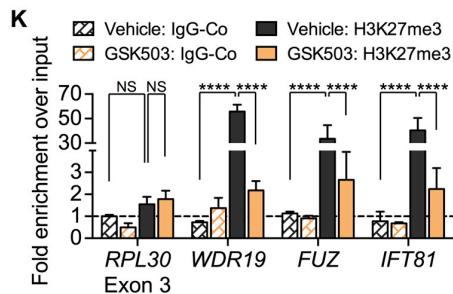 K
Vehicle: IgG-Co Vehicle: H3K27me3
GSK503: IgG-Co GSK503: H3K27me3
Fold enrichment over input
NS NS **** **** **** **** **** ****
70
50
30
3
2
1
0
RPL30 WDR19 FUZ IFT81
Exon 3